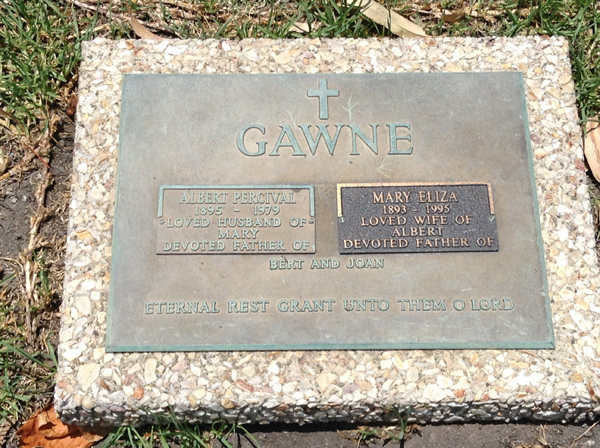 GAWNE
ALBERT PERCIVAL
1895 1979
LOVED HUSBAND OF
MARY
DEVOTED FATHER OF
MARY ELIZA
1893 - 1995
LOVED WIFE OF
ALBERT
DEVOTED FATHER OF
BERT AND JOAN
ETERNAL REST GRANT UNTO THEM O LORD